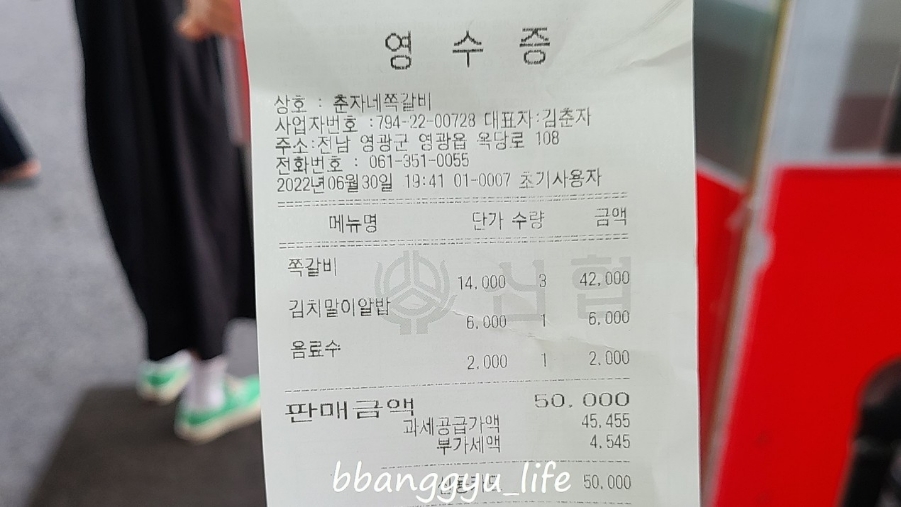 영 수 증
상호 : 춘자네쪽갈비
사업자번호 :794-22-00728 대표자:김춘자
주소:전남 영광군 영광읍 옥당로 108
전화번호 : 061-351-0055
2022년06월30일 19:41 01-0007 초기사용자
메뉴명 단가 수량 금액
쪽갈비
14,000 3 42,000
김치말이알밥
6,000 1 6,000
음료수
2,000 1 2,000
신협
판매금액 50,000
과세공급가액 45,455
부가세액 4,545
50,000
bbanggyu_life